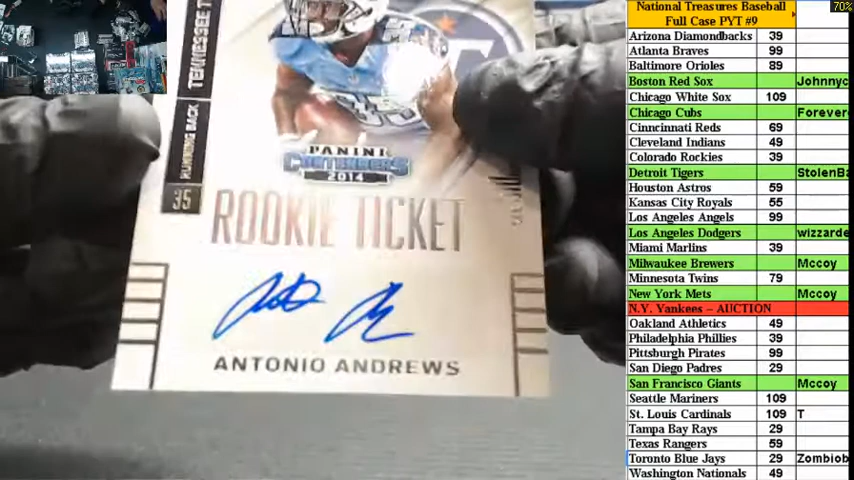 TENNESSEE T
RUNNING BACK
35
PANINI
CONTENDERS
2014
ROOKIE TICKET
ANTONIO ANDREWS
70%
National Treasures Baseball
Full Case PYT #9
Arizona Diamondbacks 39
Atlanta Braves 99
Baltimore Orioles 89
Boston Red Sox Johnnyc
Chicago White Sox 109
Chicago Cubs Forever
Cinncinnati Reds 69
Cleveland Indians 49
Colorado Rockies 39
Detroit Tigers StolenBa
Houston Astros 59
Kansas City Royals 55
Los Angeles Angels 99
Los Angeles Dodgers wizzarde
Miami Marlins 39
Milwaukee Brewers Mccoy
Minnesota Twins 79
New York Mets Mccoy
N.Y. Yankees – AUCTION
Oakland Athletics 49
Philadelphia Phillies 39
Pittsburgh Pirates 99
San Diego Padres 29
San Francisco Giants Mccoy
Seattle Mariners 109
St. Louis Cardinals 109 T
Tampa Bay Rays 29
Texas Rangers 59
Toronto Blue Jays 29 Zombiob
Washington Nationals 49